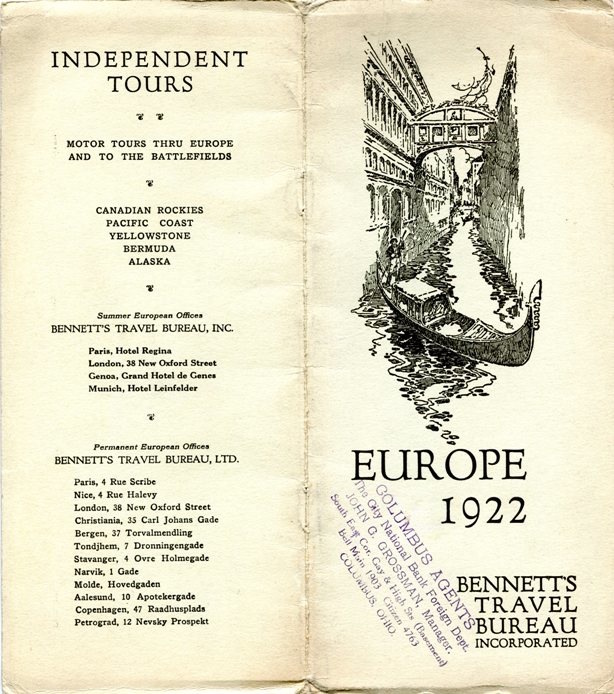 INDEPENDENT
TOURS
MOTOR TOURS THRU EUROPE
AND TO THE BATTLEFIELDS
CANADIAN ROCKIES
PACIFIC COAST
YELLOWSTONE
BERMUDA
ALASKA
Summer European Offices
BENNETT'S TRAVEL BUREAU, INC.
Paris, Hotel Regina
London, 38 New Oxford Street
Genoa, Grand Hotel de Genes
Munich, Hotel Leinfelder
Permanent European Offices
BENNETT'S TRAVEL BUREAU, LTD.
Paris, 4 Rue Scribe
Nice, 4 Rue Halevy
London, 38 New Oxford Street
Christiania, 35 Carl Johans Gade
Bergen, 37 Torvalmendling
Tondjhem, 7 Dronningengade
Stavanger, 4 Ovre Holmegade
Narvik, 1 Gade
Molde, Hovedgaden
Aalesund, 10 Apotekergade
Copenhagen, 47 Raadhusplads
Petrograd, 12 Nevsky Prospekt
EUROPE
1922
COLUMBUS AGENTS
The City National Bank Foreign Dept.
JOHN G. GROSSMAN, Manager.
South East Cor. Gay & High Sts (Basement)
Bell Main 1903 Citizen 4763
COLUMBUS, OHIO.
BENNETT'S
TRAVEL
BUREAU
INCORPORATED